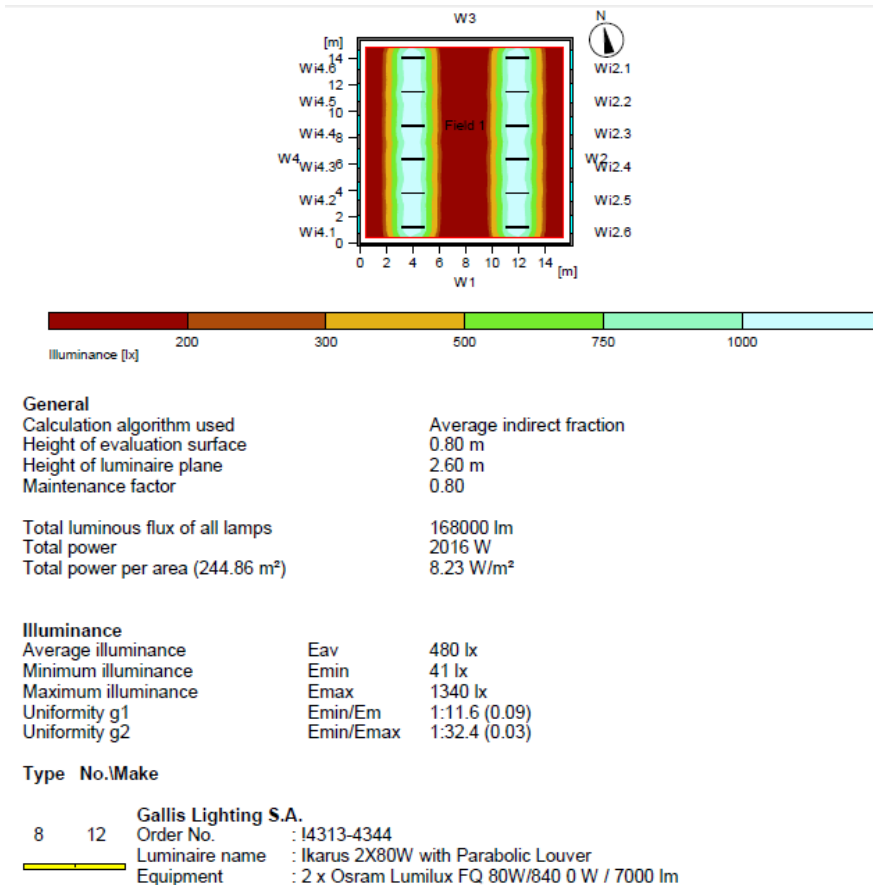 W3
N
[m]
14
12
10
8
6
4
2
0
Wi4.6
Wi4.5
Wi4.4
W4
Wi4.3
Wi4.2
Wi4.1
Field 1
Wi2.1
Wi2.2
Wi2.3
W2
Wi2.4
Wi2.5
Wi2.6
0 2 4 6 8 10 12 14 [m]
W1
200 300 500 750 1000
Illuminance [lx]
General
Calculation algorithm used Average indirect fraction
Height of evaluation surface 0.80 m
Height of luminaire plane 2.60 m
Maintenance factor 0.80
Total luminous flux of all lamps 168000 lm
Total power 2016 W
Total power per area (244.86 m²) 8.23 W/m²
Illuminance
Average illuminance Eav 480 lx
Minimum illuminance Emin 41 lx
Maximum illuminance Emax 1340 lx
Uniformity g1 Emin/Em 1:11.6 (0.09)
Uniformity g2 Emin/Emax 1:32.4 (0.03)
Type No.\Make
Gallis Lighting S.A.
8 12 Order No. : !4313-4344
Luminaire name : Ikarus 2X80W with Parabolic Louver
Equipment : 2 x Osram Lumilux FQ 80W/840 0 W / 7000 lm